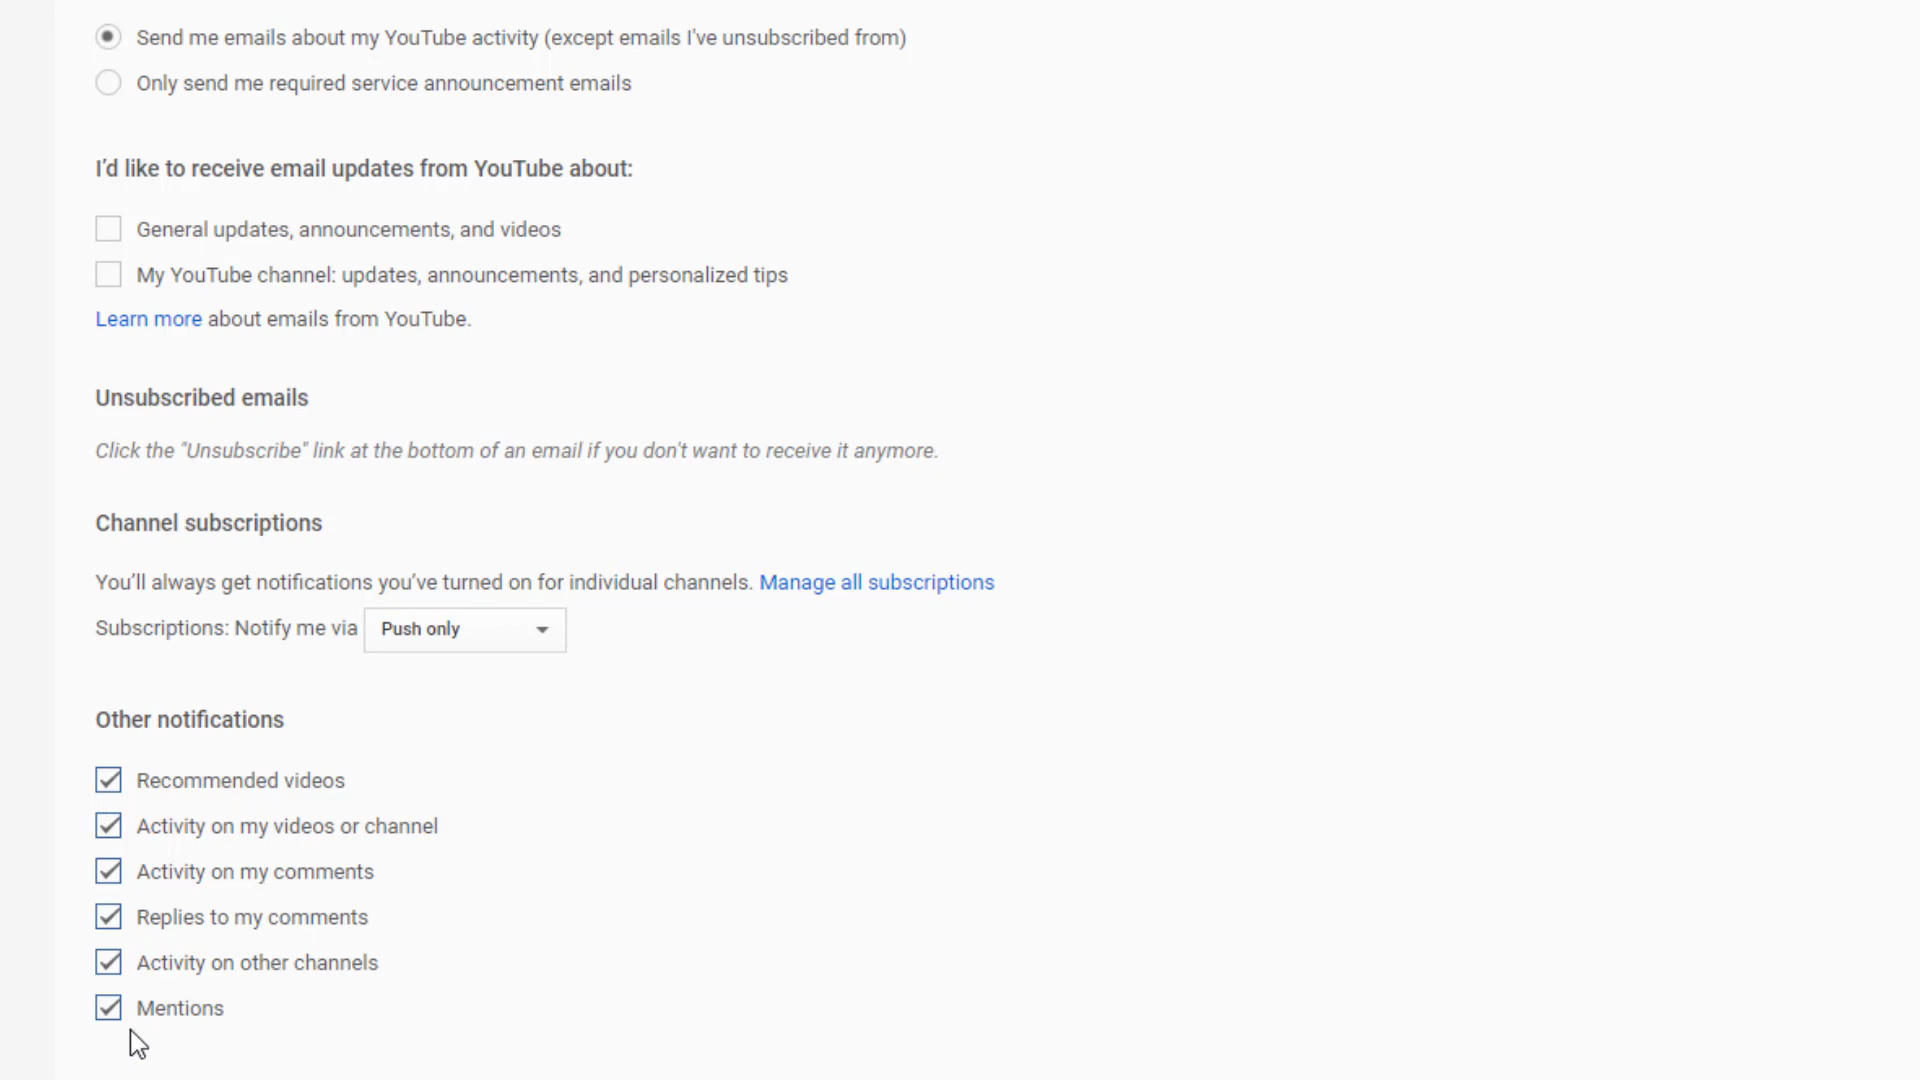 Send me emails about my YouTube activity (except emails I've unsubscribed from)
Only send me required service announcement emails
I’d like to receive email updates from YouTube about:
General updates, announcements, and videos
My YouTube channel: updates, announcements, and personalized tips
Learn more about emails from YouTube.
Unsubscribed emails
Click the "Unsubscribe" link at the bottom of an email if you don't want to receive it anymore.
Channel subscriptions
You’ll always get notifications you’ve turned on for individual channels. Manage all subscriptions
Subscriptions: Notify me via Push only
Other notifications
Recommended videos
Activity on my videos or channel
Activity on my comments
Replies to my comments
Activity on other channels
Mentions